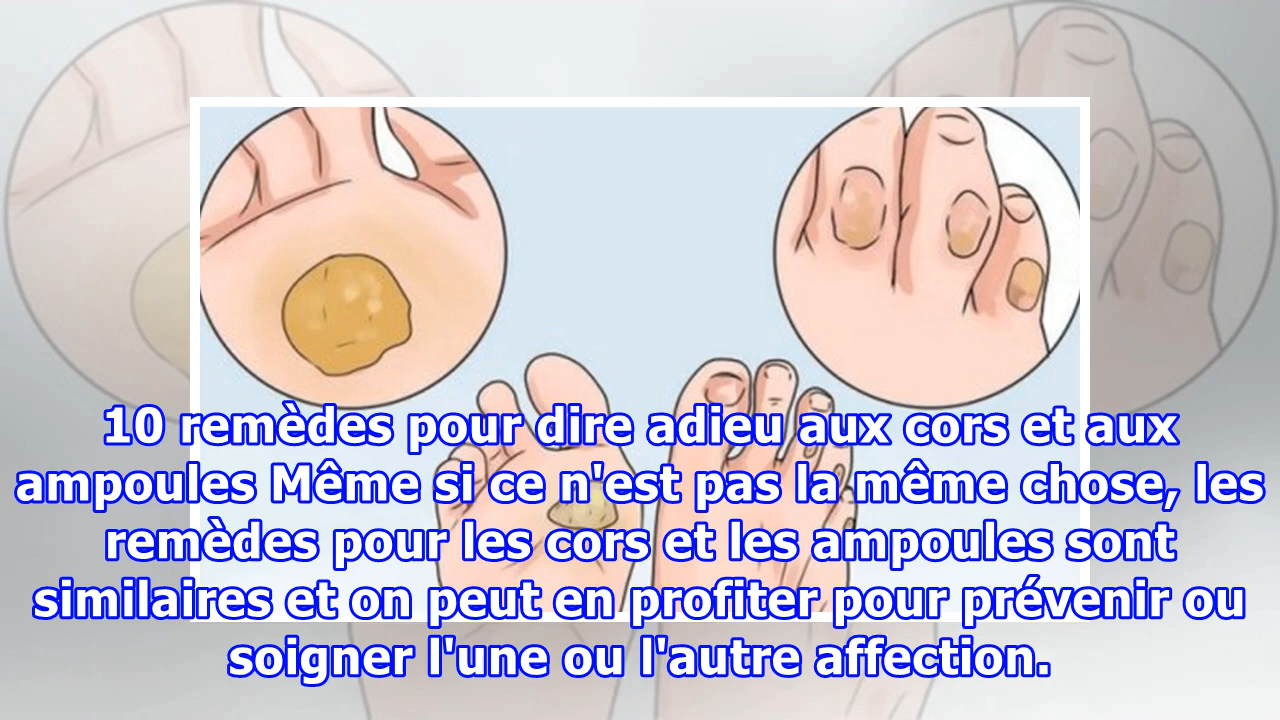 10 remèdes pour dire adieu aux cors et aux
ampoules Même si ce n'est pas la même chose, les
remèdes pour les cors et les ampoules sont
similaires et on peut en profiter pour prévenir ou
soigner l'une ou l'autre affection.